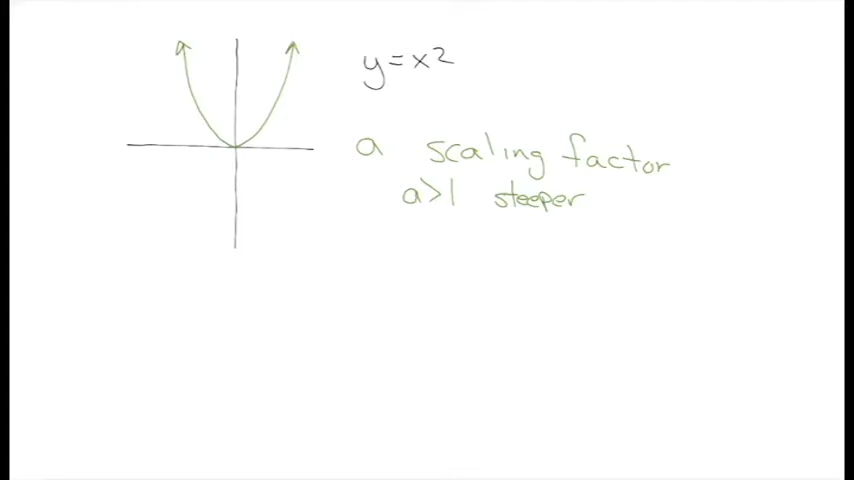 y=x²
a scaling factor
a>1 steeper